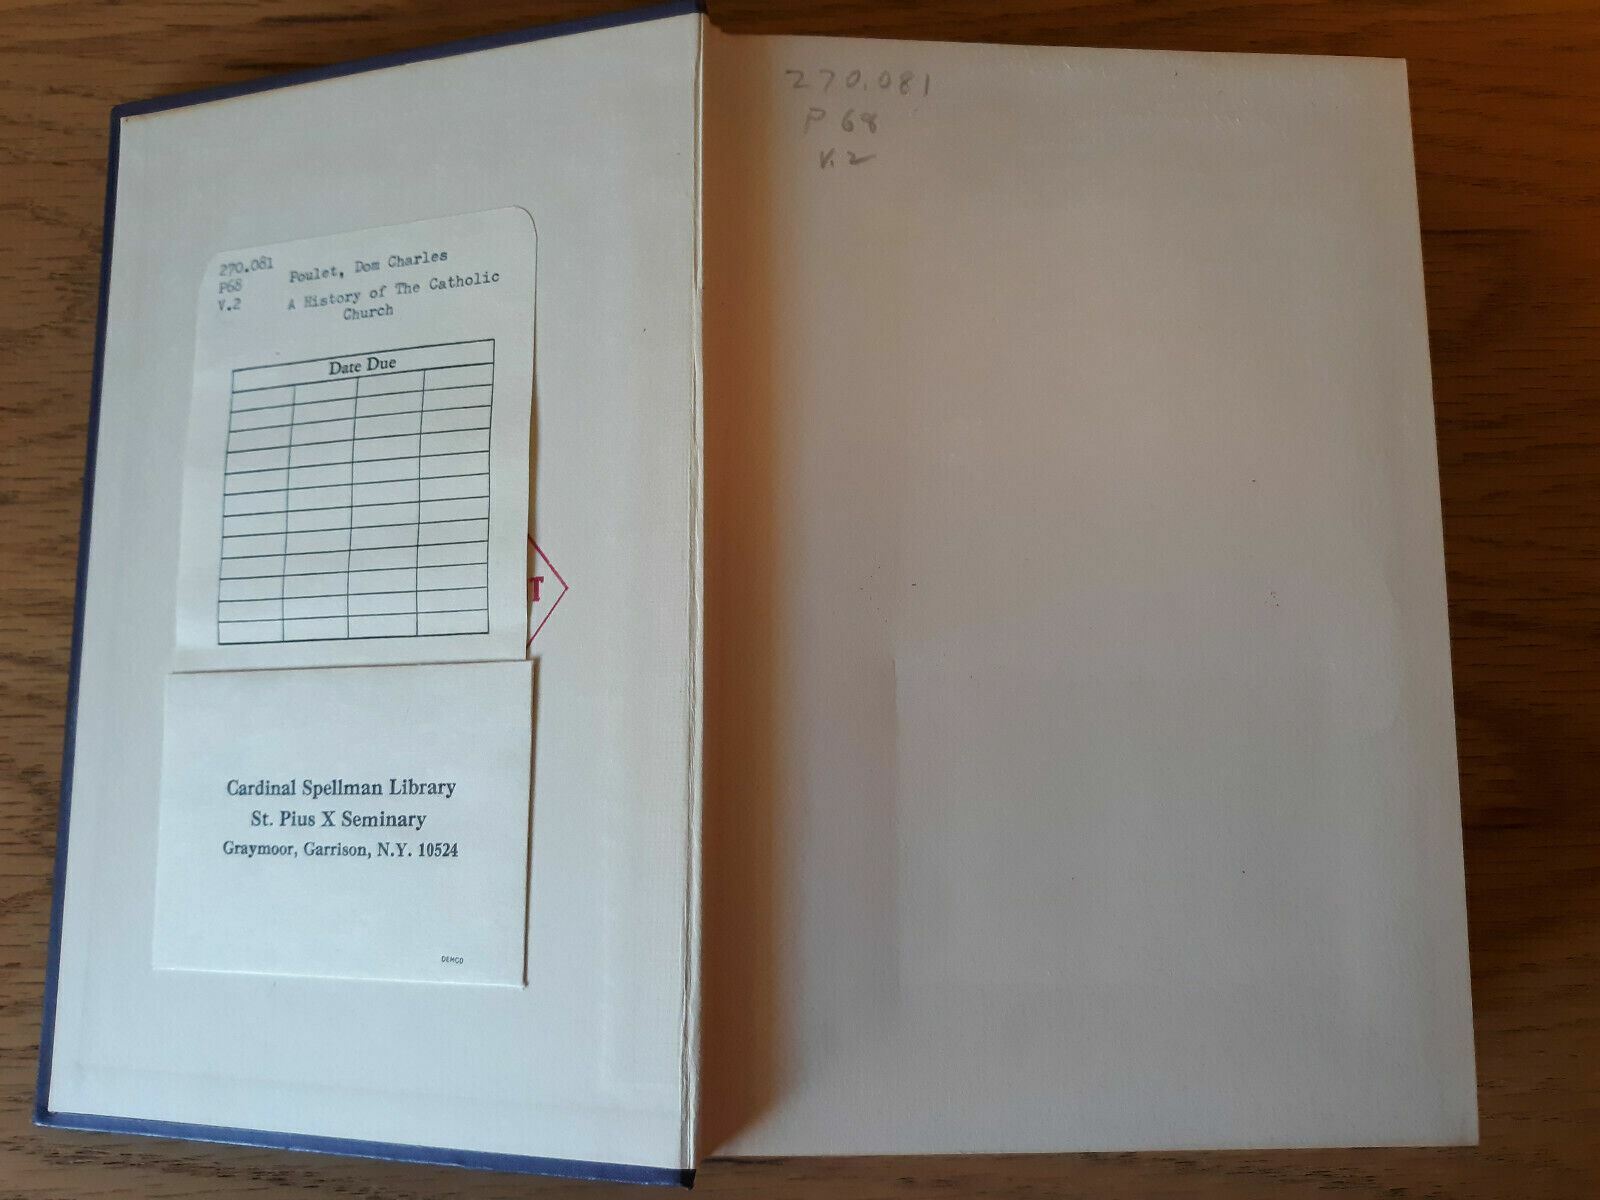 270.081 Poulet, Dom Charles
P68
V.2 A History of The Catholic
Church
Date Due
T
Cardinal Spellman Library
St. Pius X Seminary
Graymoor, Garrison, N.Y. 10524
DEMCO
270.081
P 68
V.2